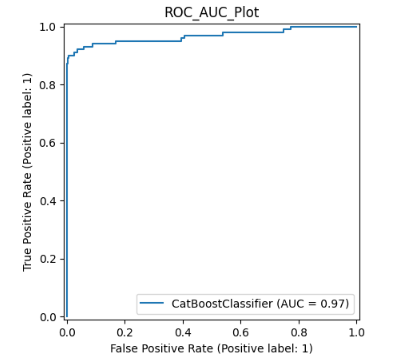 ROC_AUC_Plot
1.0
0.8
0.6
0.4
0.2
0.0
True Positive Rate (Positive label: 1)
CatBoostClassifier (AUC = 0.97)
0.0 0.2 0.4 0.6 0.8 1.0
False Positive Rate (Positive label: 1)